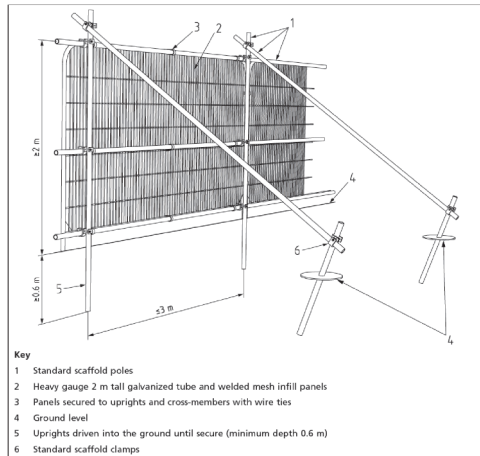 3
2
1
≥2 m
4
6
≥0.6 m
5
≤3 m
4
Key
1 Standard scaffold poles
2 Heavy gauge 2 m tall galvanized tube and welded mesh infill panels
3 Panels secured to uprights and cross-members with wire ties
4 Ground level
5 Uprights driven into the ground until secure (minimum depth 0.6 m)
6 Standard scaffold clamps